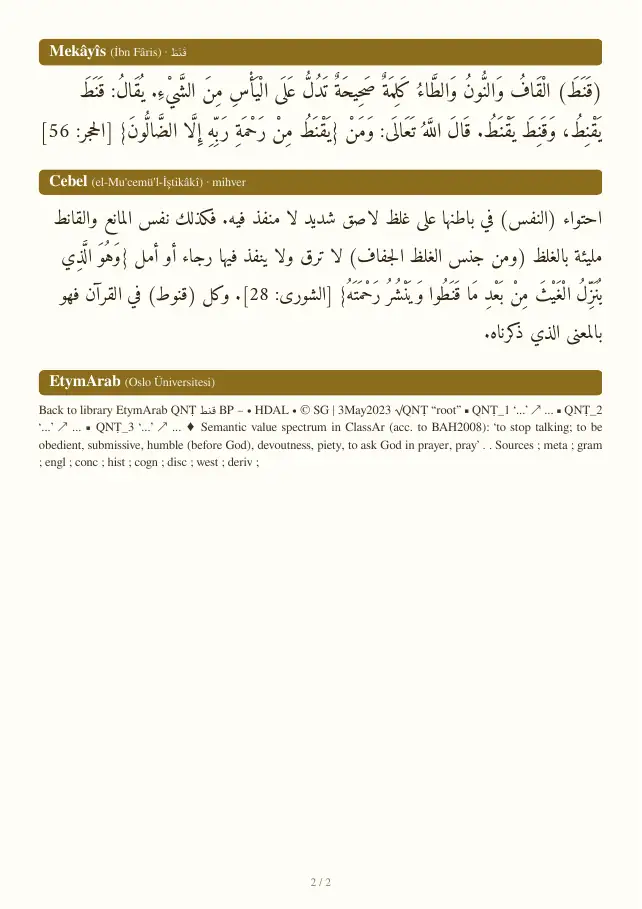 Mekâyîs (İbn Fâris) · قَنَطَ
(قَنَطَ) الْقَافُ وَالنُّونُ وَالطَّاءُ كَلِمَةٌ صَحِيحَةٌ تَدُلُّ عَلَى الْيَأْسِ مِنَ الشَّيْءِ. يُقَالُ: قَنَطَ
يَقْنِطُ، وَقَنِطَ يَقْنَطُ. قَالَ اللَّهُ تَعَالَى: وَمَنْ {يَقْنَطُ مِنْ رَحْمَةِ رَبِّهِ إِلَّا الضَّالُّونَ} [الحجر: 56]
Cebel (el-Mu'cemü'l-İştikâkî) · mihver
احتواء (النفس) في باطنها على غلظ لاصق شديد لا منفذ فيه. فكذلك نفس المانع والقانط
مليئة بالغلظ (ومن جنس الغلظ الجفاف) لا ترق ولا ينفذ فيها رجاء أو أمل {وَهُوَ الَّذِي
يُنَزِّلُ الْغَيْثَ مِنْ بَعْدِ مَا قَنَطُوا وَيَنْشُرُ رَحْمَتَهُ} [الشورى: 28]. وكل (قنوط) في القرآن فهو
بالمعنى الذي ذكرناه.
EtymArab (Oslo Üniversitesi)
Back to library EtymArab QNṬ قنط BP – • HDAL • © SG | 3May2023 √QNṬ “root” ▪ QNṬ_1 ‘...’ ↗ ... ▪ QNṬ_2
‘...’ ↗ ... ▪ QNṬ_3 ‘...’ ↗ ... ♦ Semantic value spectrum in ClassAr (acc. to BAH2008): ‘to stop talking; to be
obedient, submissive, humble (before God), devoutness, piety, to ask God in prayer, pray’ . . Sources ; meta ; gram
; engl ; conc ; hist ; cogn ; disc ; west ; deriv ;
2 / 2